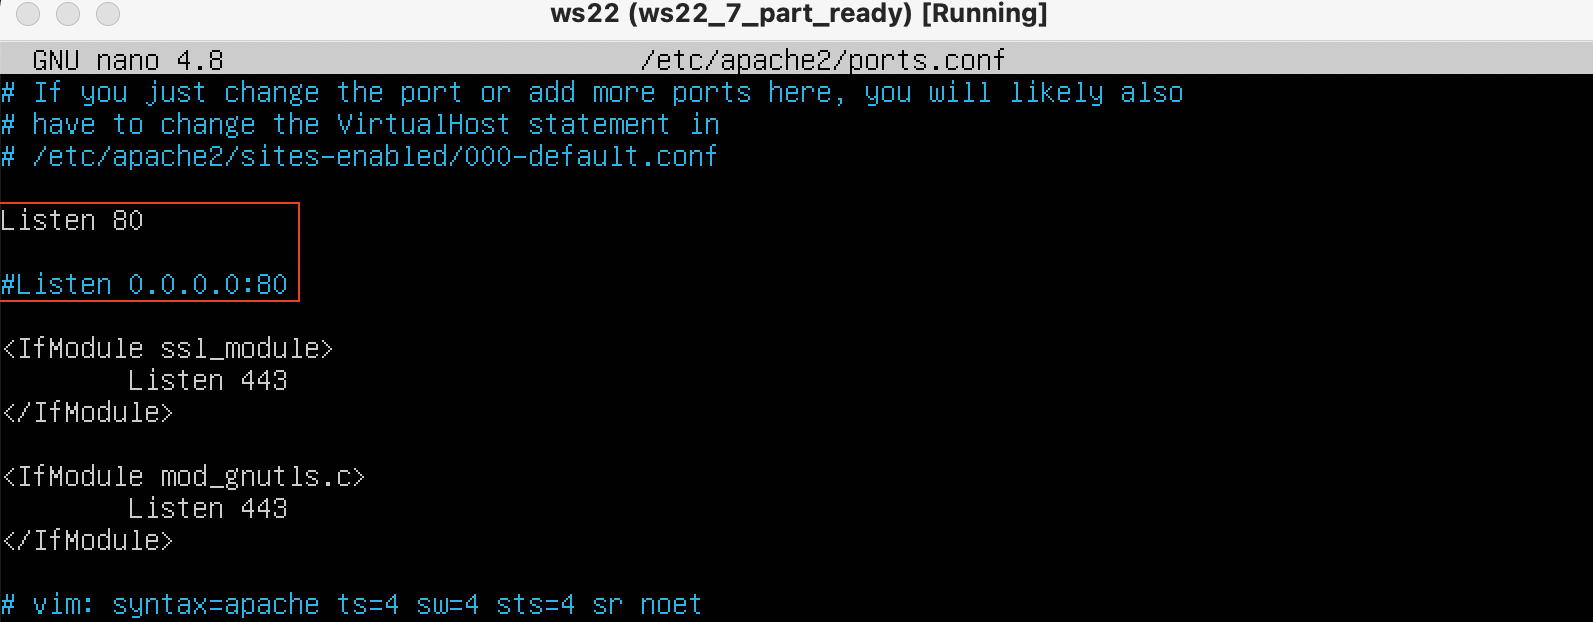 ws22 (ws22_7_part_ready) [Running]
GNU nano 4.8 /etc/apache2/ports.conf
# If you just change the port or add more ports here, you will likely also
# have to change the VirtualHost statement in
# /etc/apache2/sites-enabled/000-default.conf
Listen 80
#Listen 0.0.0.0:80
<IfModule ssl_module>
Listen 443
</IfModule>
<IfModule mod_gnutls.c>
Listen 443
</IfModule>
# vim: syntax=apache ts=4 sw=4 sts=4 sr noet